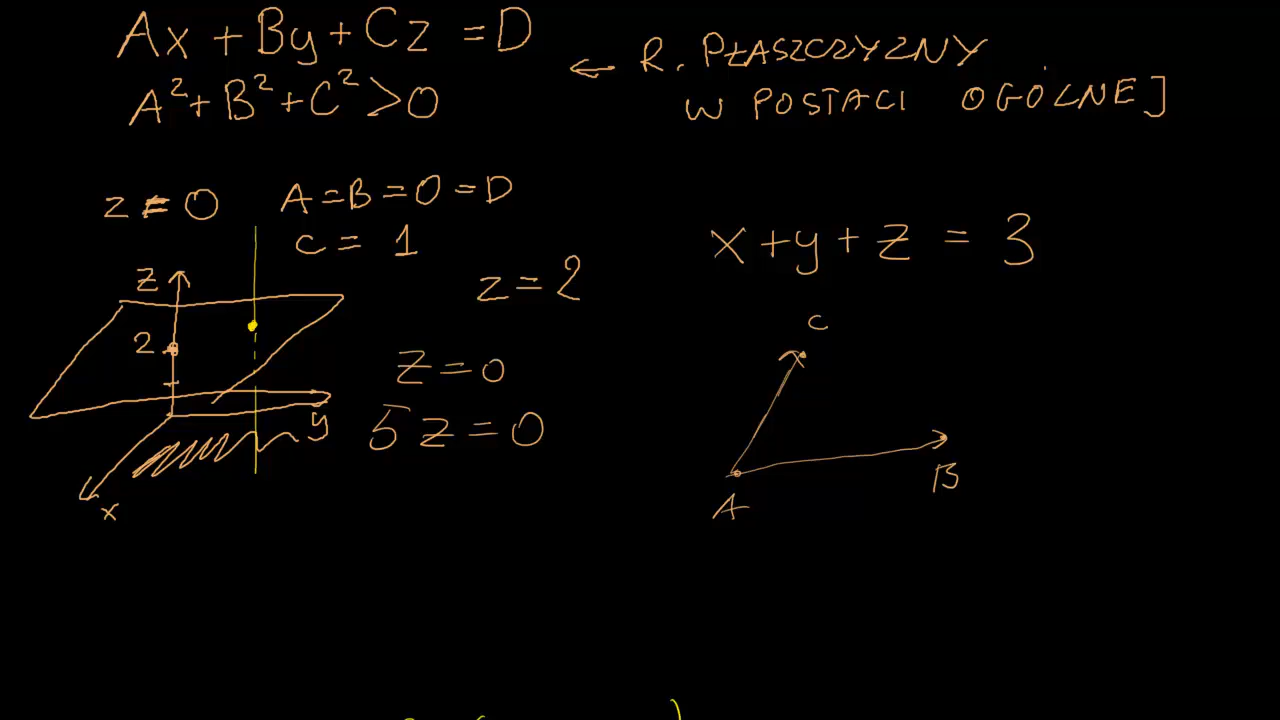 Ax + By + Cz = D
A² + B² + C² > 0
← R. PŁASZCZYZNY
W POSTACI OGÓLNEJ
z = 0
A = B = 0 = D
C = 1
z = 2
x + y + z = 3
z
2
y
x
z = 0
5z = 0
C
A
B